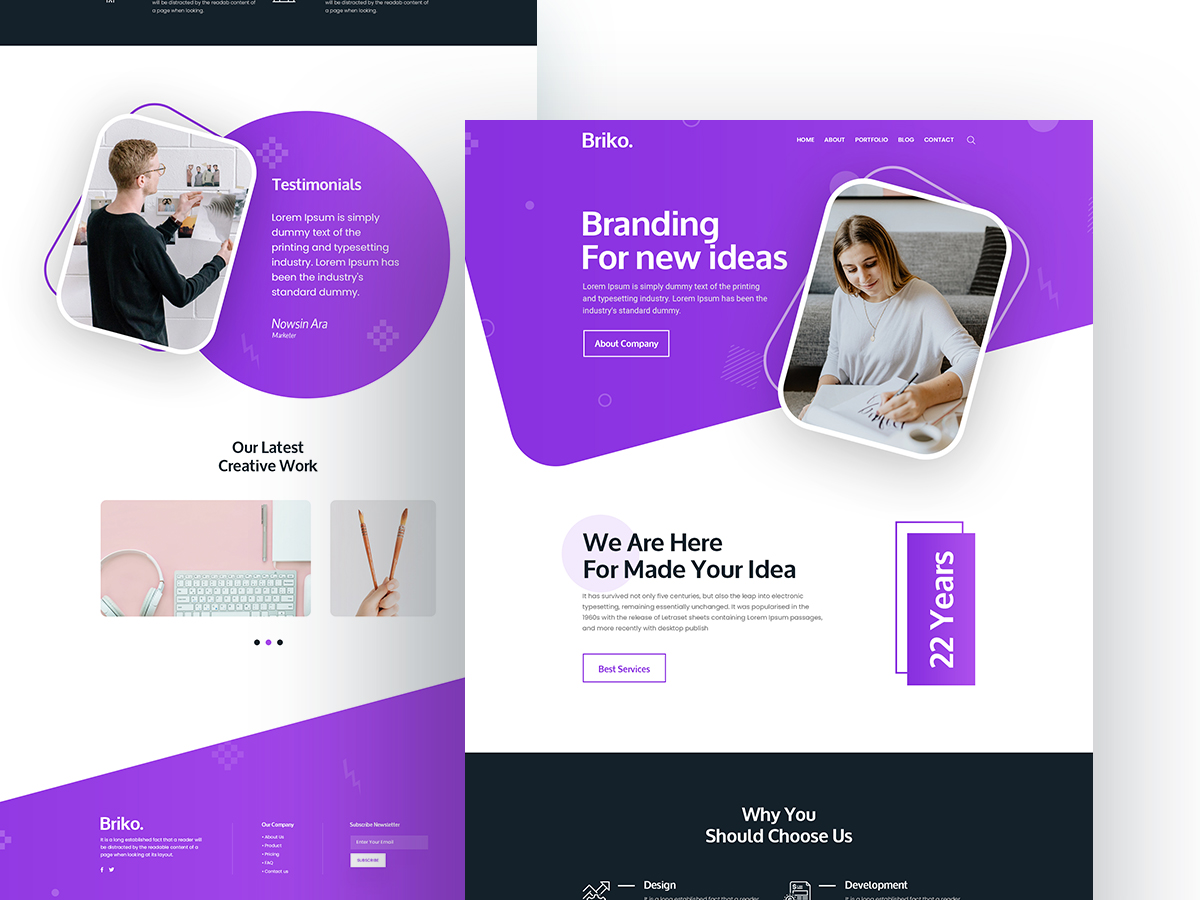 will be distracted by the readab content of
a page when looking.
will be distracted by the readab content of
a page when looking.
Testimonials
Lorem Ipsum is simply
dummy text of the
printing and typesetting
industry. Lorem Ipsum has
been the industry's
standard dummy.
Nowsin Ara
Marketer
Our Latest
Creative Work
Briko.
It is a long established fact that a reader will
be distracted by the readable content of a
page when looking at its layout.
Our Company
• About Us
• Product
• Pricing
• FAQ
• Contact us
Subscribe Newsletter
Enter Your Email
SUBSCRIBE
Briko.
HOME ABOUT PORTFOLIO BLOG CONTACT
Branding
For new ideas
Lorem Ipsum is simply dummy text of the printing
and typesetting industry. Lorem Ipsum has been the
industry's standard dummy.
About Company
We Are Here
For Made Your Idea
It has survived not only five centuries, but also the leap into electronic
typesetting, remaining essentially unchanged. It was popularised in the
1960s with the release of Letraset sheets containing Lorem Ipsum passages,
and more recently with desktop publish
Best Services
22 Years
Why You
Should Choose Us
Design
It is a long established fact that a reader
Development
It is a long established fact that a reader